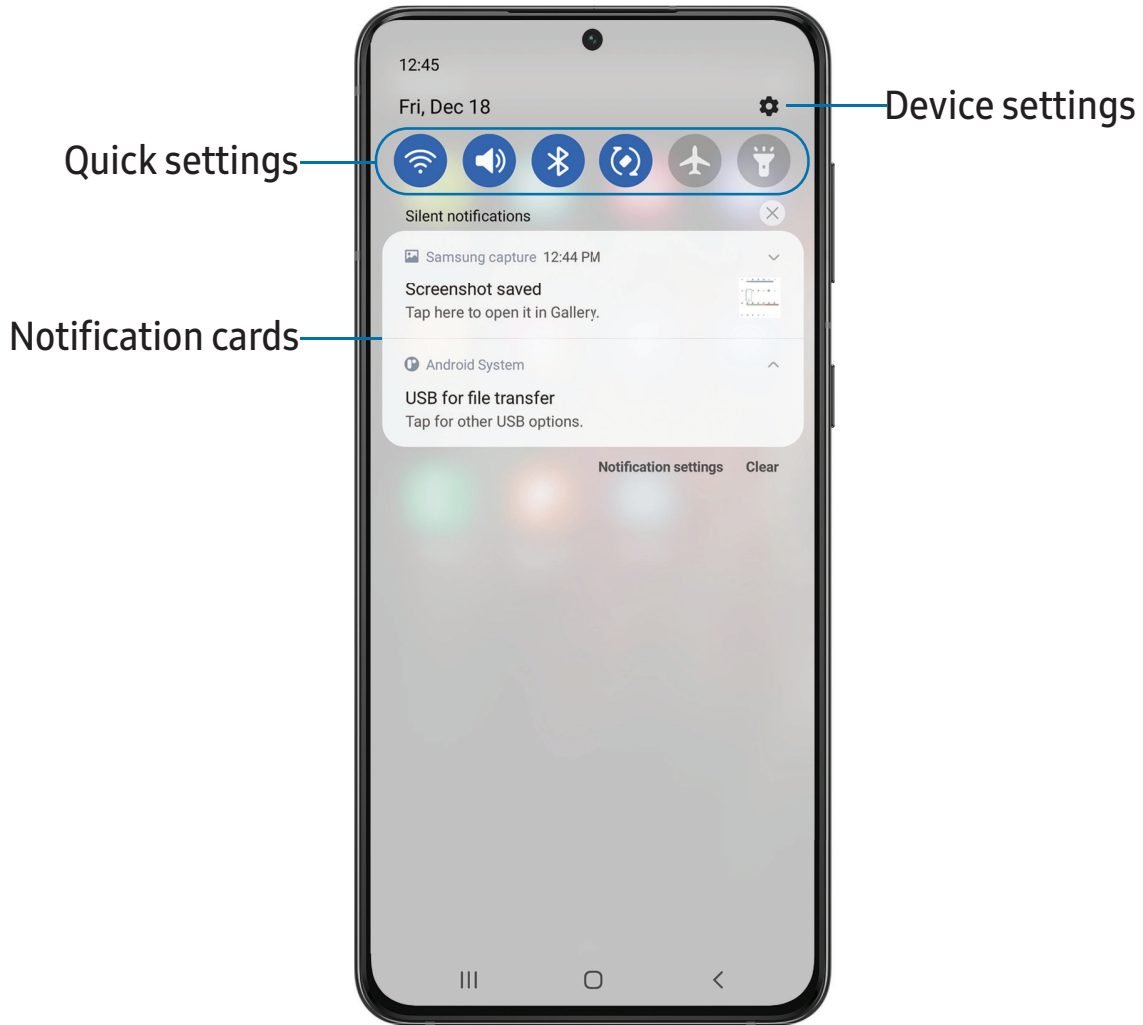 12:45
Fri, Dec 18
Device settings
Quick settings
Silent notifications
Samsung capture 12:44 PM
Screenshot saved
Tap here to open it in Gallery.
Notification cards
Android System
USB for file transfer
Tap for other USB options.
Notification settings Clear